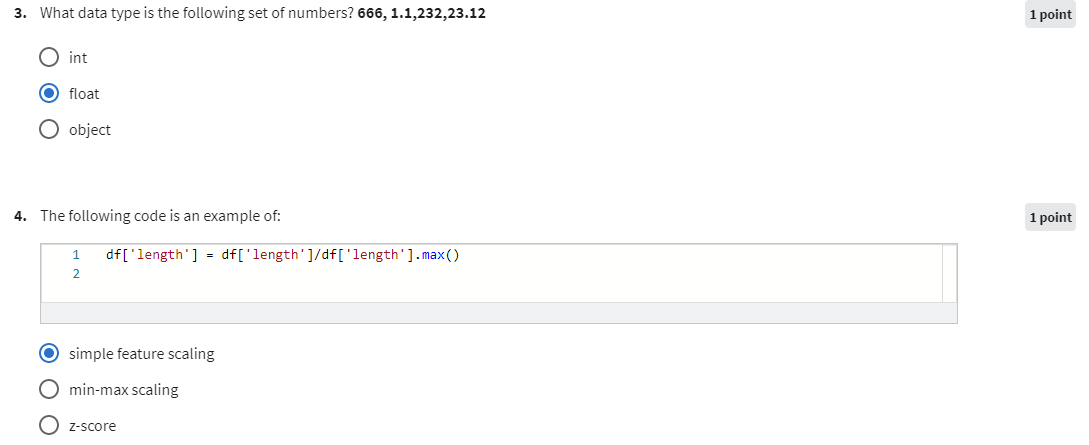 3. What data type is the following set of numbers? 666, 1.1,232,23.12
1 point
int
float
object
4. The following code is an example of:
1 point
1 df['length'] = df['length']/df['length'].max()
2
simple feature scaling
min-max scaling
z-score